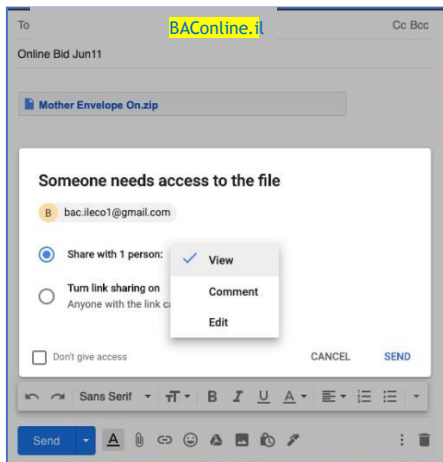 To BAConline.il Cc Bcc
Online Bid Jun11
Mother Envelope On.zip
Someone needs access to the file
B bac.ileco1@gmail.com
Share with 1 person:
View
Turn link sharing on
Comment
Anyone with the link c
Edit
Don't give access CANCEL SEND
Sans Serif B I U A
Send A